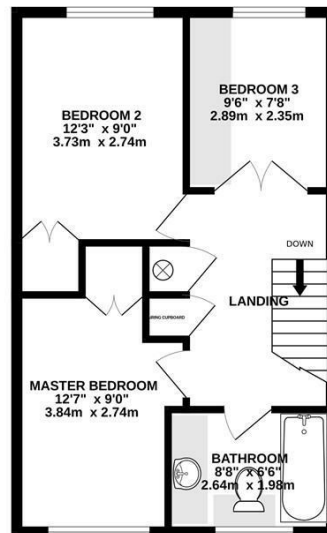 BEDROOM 2
12'3" x 9'0"
3.73m x 2.74m
BEDROOM 3
9'6" x 7'8"
2.89m x 2.35m
DOWN
LANDING
CUPBOARD
MASTER BEDROOM
12'7" x 9'0"
3.84m x 2.74m
BATHROOM
8'8" x 6'6"
2.64m x 1.98m